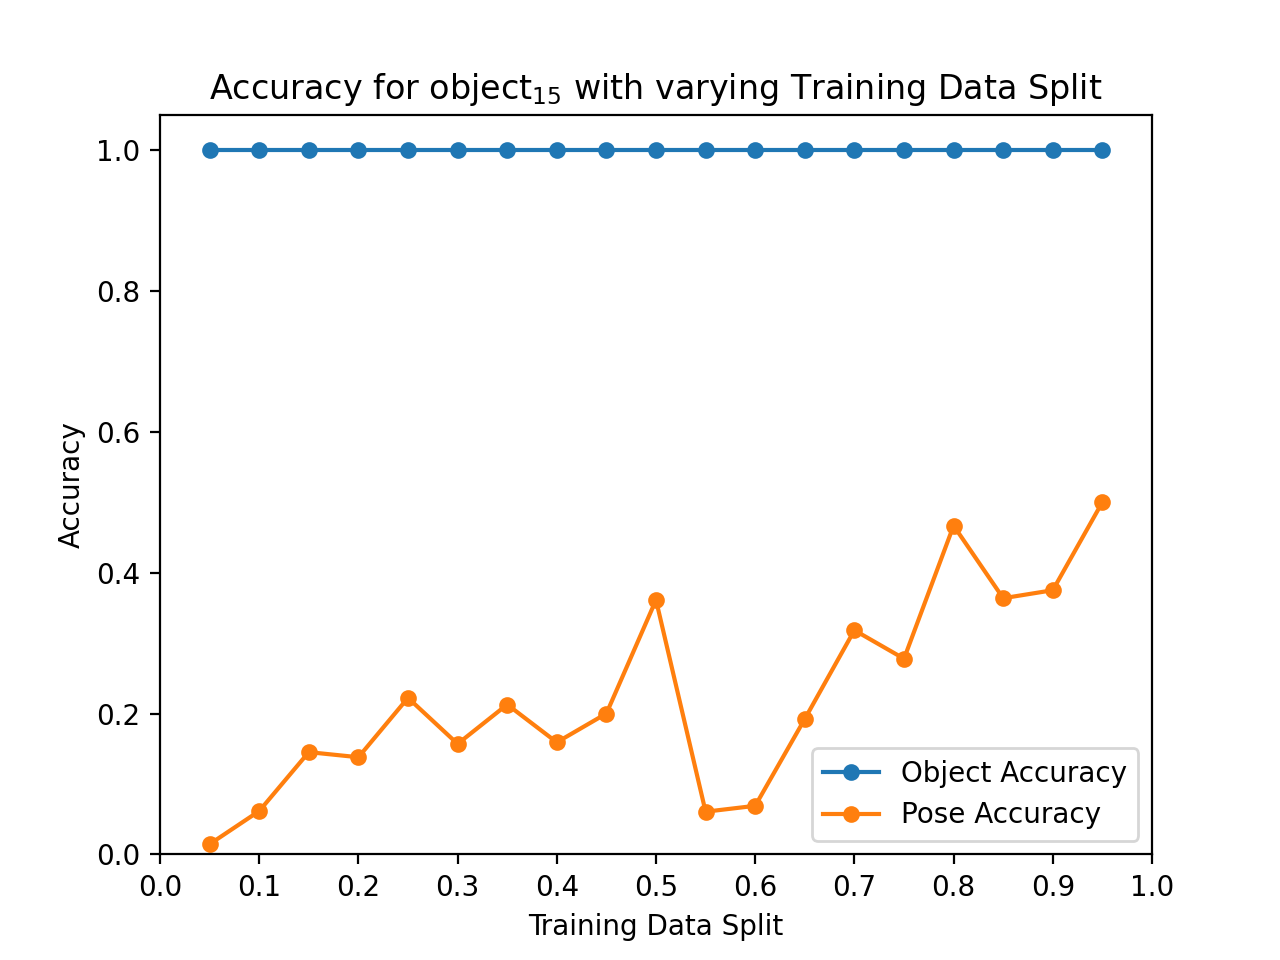 Accuracy for object₁₅ with varying Training Data Split
1.0
0.8
0.6
0.4
0.2
0.0
Accuracy
Object Accuracy
Pose Accuracy
0.0 0.1 0.2 0.3 0.4 0.5 0.6 0.7 0.8 0.9 1.0
Training Data Split